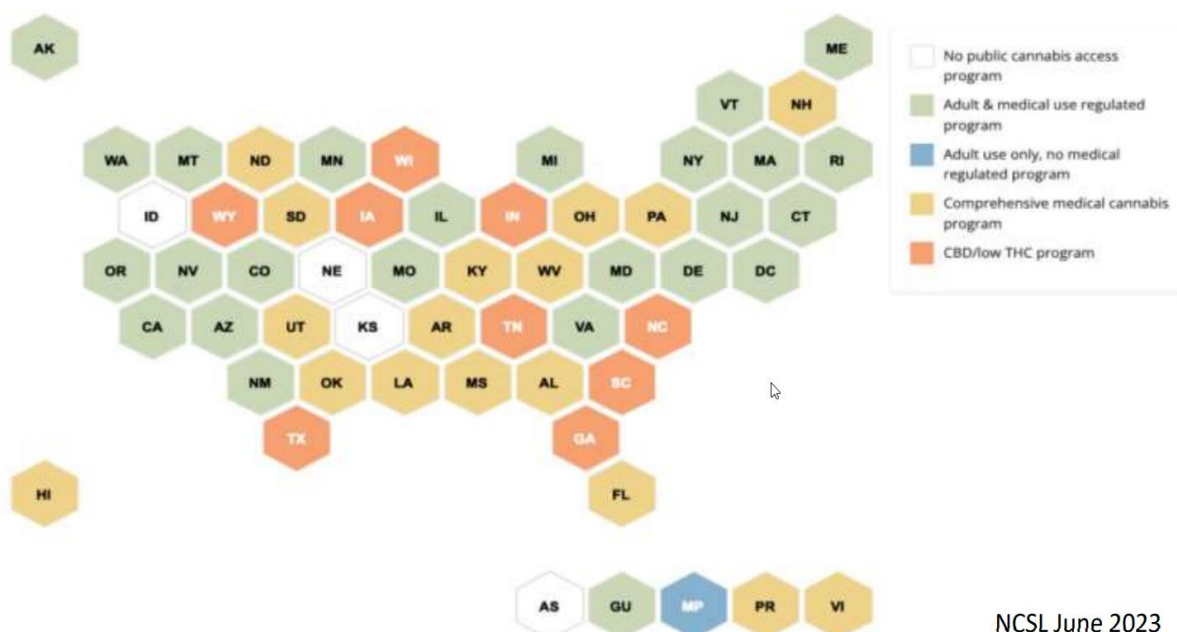 AK
ME
VT
NH
WA
MT
ND
MN
WI
MI
NY
MA
RI
ID
WY
SD
IA
IL
IN
OH
PA
NJ
CT
OR
NV
CO
NE
MO
KY
WV
MD
DE
DC
CA
AZ
UT
KS
AR
TN
VA
NC
NM
OK
LA
MS
AL
SC
TX
GA
HI
FL
AS
GU
MP
PR
VI
No public cannabis access
program
Adult & medical use regulated
program
Adult use only, no medical
regulated program
Comprehensive medical cannabis
program
CBD/low THC program
NCSL June 2023